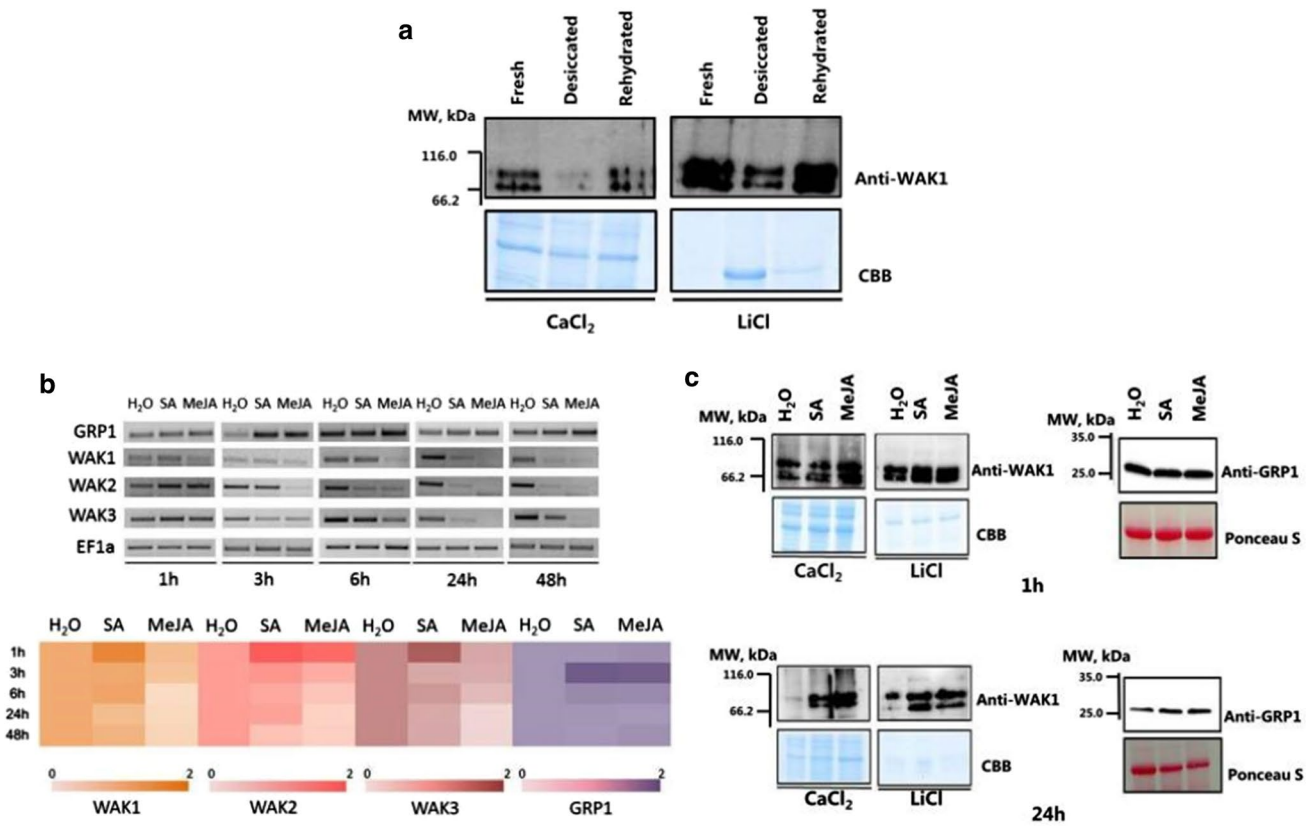 a
Fresh Desiccated Rehydrated Fresh Desiccated Rehydrated
MW, kDa
116.0
66.2
Anti-WAK1
CBB
CaCl2 LiCl
b
H2O SA MeJA H2O SA MeJA H2O SA MeJA H2O SA MeJA H2O SA MeJA
GRP1
WAK1
WAK2
WAK3
EF1a
1h 3h 6h 24h 48h
H2O SA MeJA H2O SA MeJA H2O SA MeJA H2O SA MeJA
1h
3h
6h
24h
48h
0 2 0 2 0 2 0 2
WAK1 WAK2 WAK3 GRP1
c
H2O SA MeJA H2O SA MeJA H2O SA MeJA
MW, kDa
116.0
66.2
Anti-WAK1
CBB
CaCl2 LiCl
MW, kDa
35.0
25.0
Anti-GRP1
Ponceau S
1h
MW, kDa
116.0
66.2
Anti-WAK1
CBB
CaCl2 LiCl
MW, kDa
35.0
25.0
Anti-GRP1
Ponceau S
24h